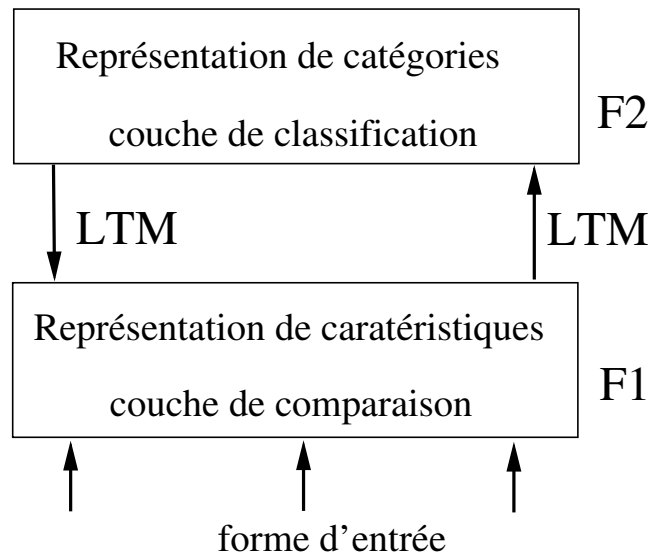 Représentation de catégories
couche de classification
F2
LTM
LTM
Représentation de caratéristiques
couche de comparaison
F1
forme d'entrée